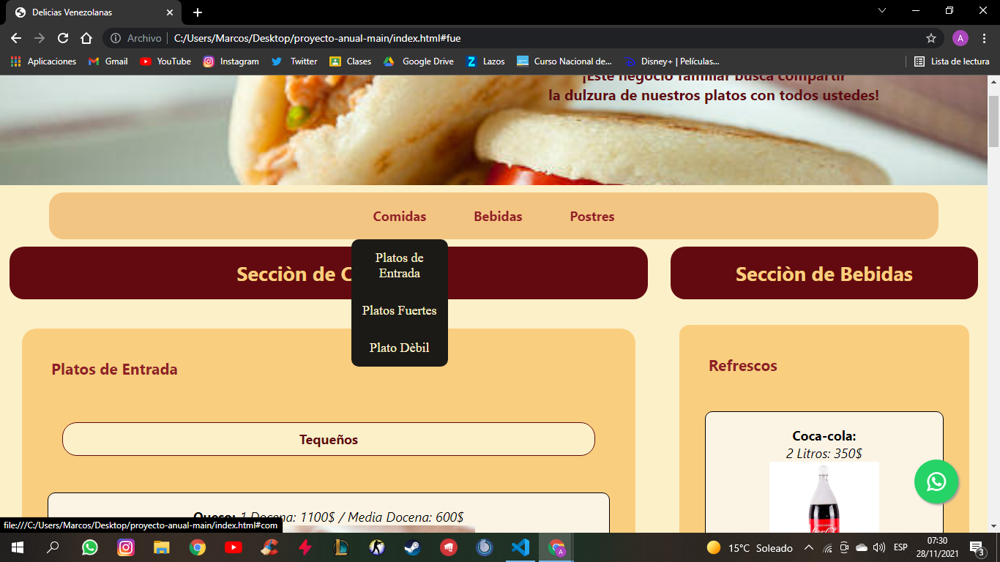 Delicias Venezolanas
Archivo
C:/Users/Marcos/Desktop/proyecto-anual-main/index.html#fue
A
Aplicaciones
Gmail
YouTube
Instagram
Twitter
Clases
Google Drive
Lazos
Curso Nacional de...
Disney+ | Películas...
Lista de lectura
¡Este negocio familiar busca compartir
la dulzura de nuestros platos con todos ustedes!
Comidas
Bebidas
Postres
Platos de
Entrada
Platos Fuertes
Plato Dèbil
Secciòn de C
Secciòn de Bebidas
Platos de Entrada
Refrescos
Tequeños
Coca-cola:
2 Litros: 350$
Queso: 1 Docena: 1100$ / Media Docena: 600$
file:///C:/Users/Marcos/Desktop/proyecto-anual-main/index.html#com
15°C Soleado
ESP
07:30
28/11/2021
3